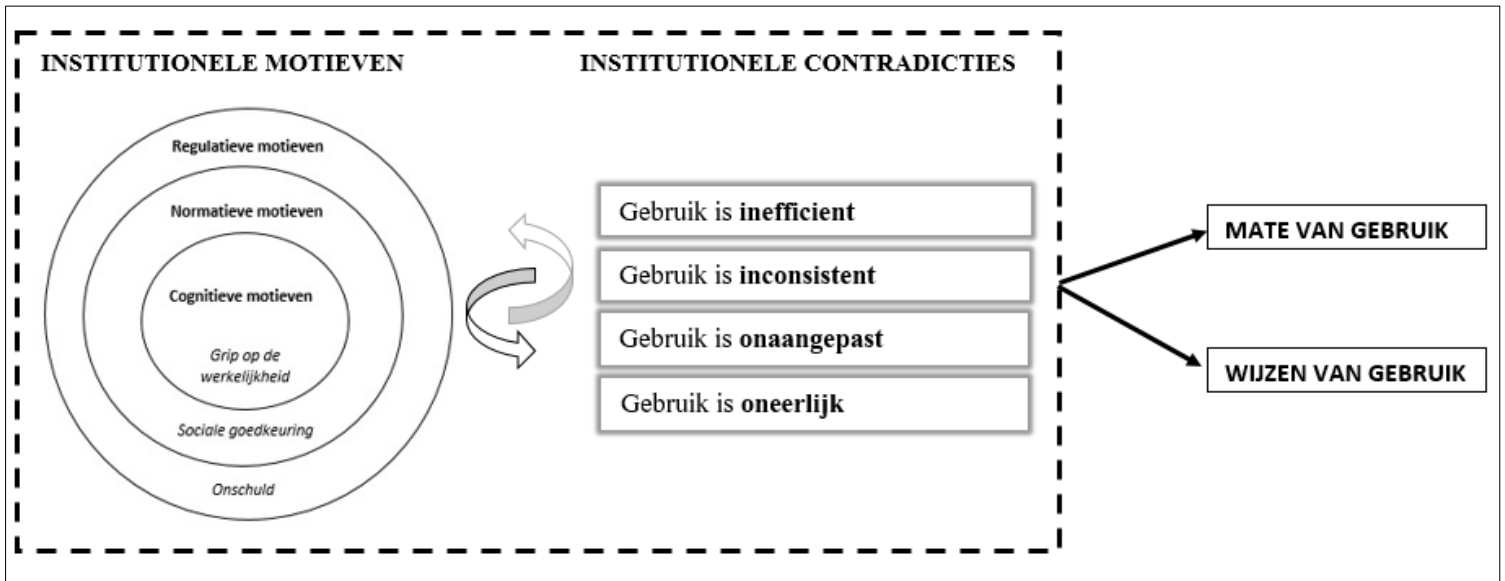 INSTITUTIONELE MOTIEVEN
INSTITUTIONELE CONTRADICTIES
Regulatieve motieven
Normatieve motieven
Cognitieve motieven
Grip op de
werkelijkheid
Sociale goedkeuring
Onschuld
Gebruik is inefficient
Gebruik is inconsistent
Gebruik is onaangepast
Gebruik is oneerlijk
MATE VAN GEBRUIK
WIJZEN VAN GEBRUIK